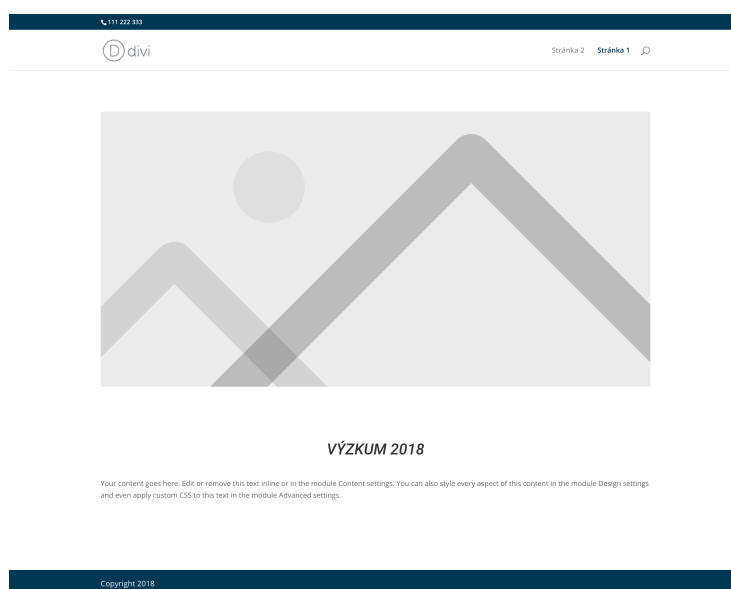 111 222 333
D divi
Stránka 2 Stránka 1
VÝZKUM 2018
Your content goes here. Edit or remove this text inline or in the module Content settings. You can also style every aspect of this content in the module Design settings
and even apply custom CSS to this text in the module Advanced settings.
Copyright 2018